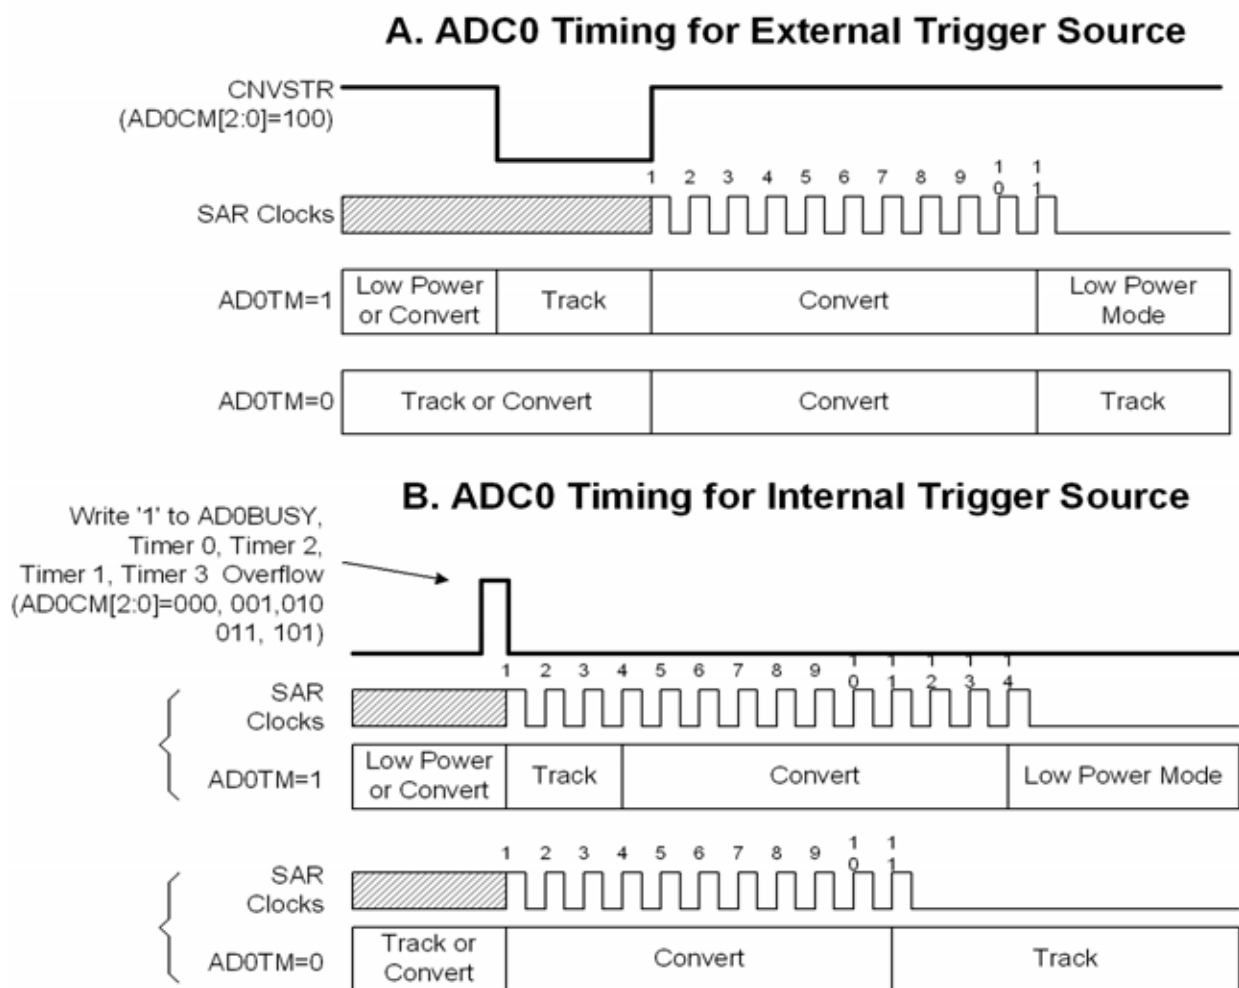 A. ADC0 Timing for External Trigger Source
CNVSTR
(AD0CM[2:0]=100)
1 2 3 4 5 6 7 8 9 10 11
SAR Clocks
AD0TM=1
Low Power
or Convert
Track
Convert
Low Power
Mode
AD0TM=0
Track or Convert
Convert
Track
B. ADC0 Timing for Internal Trigger Source
Write '1' to AD0BUSY,
Timer 0, Timer 2,
Timer 1, Timer 3 Overflow
(AD0CM[2:0]=000, 001,010
011, 101)
1 2 3 4 5 6 7 8 9 10 11 12 13 14
SAR
Clocks
AD0TM=1
Low Power
or Convert
Track
Convert
Low Power Mode
1 2 3 4 5 6 7 8 9 10 11
SAR
Clocks
AD0TM=0
Track or
Convert
Convert
Track